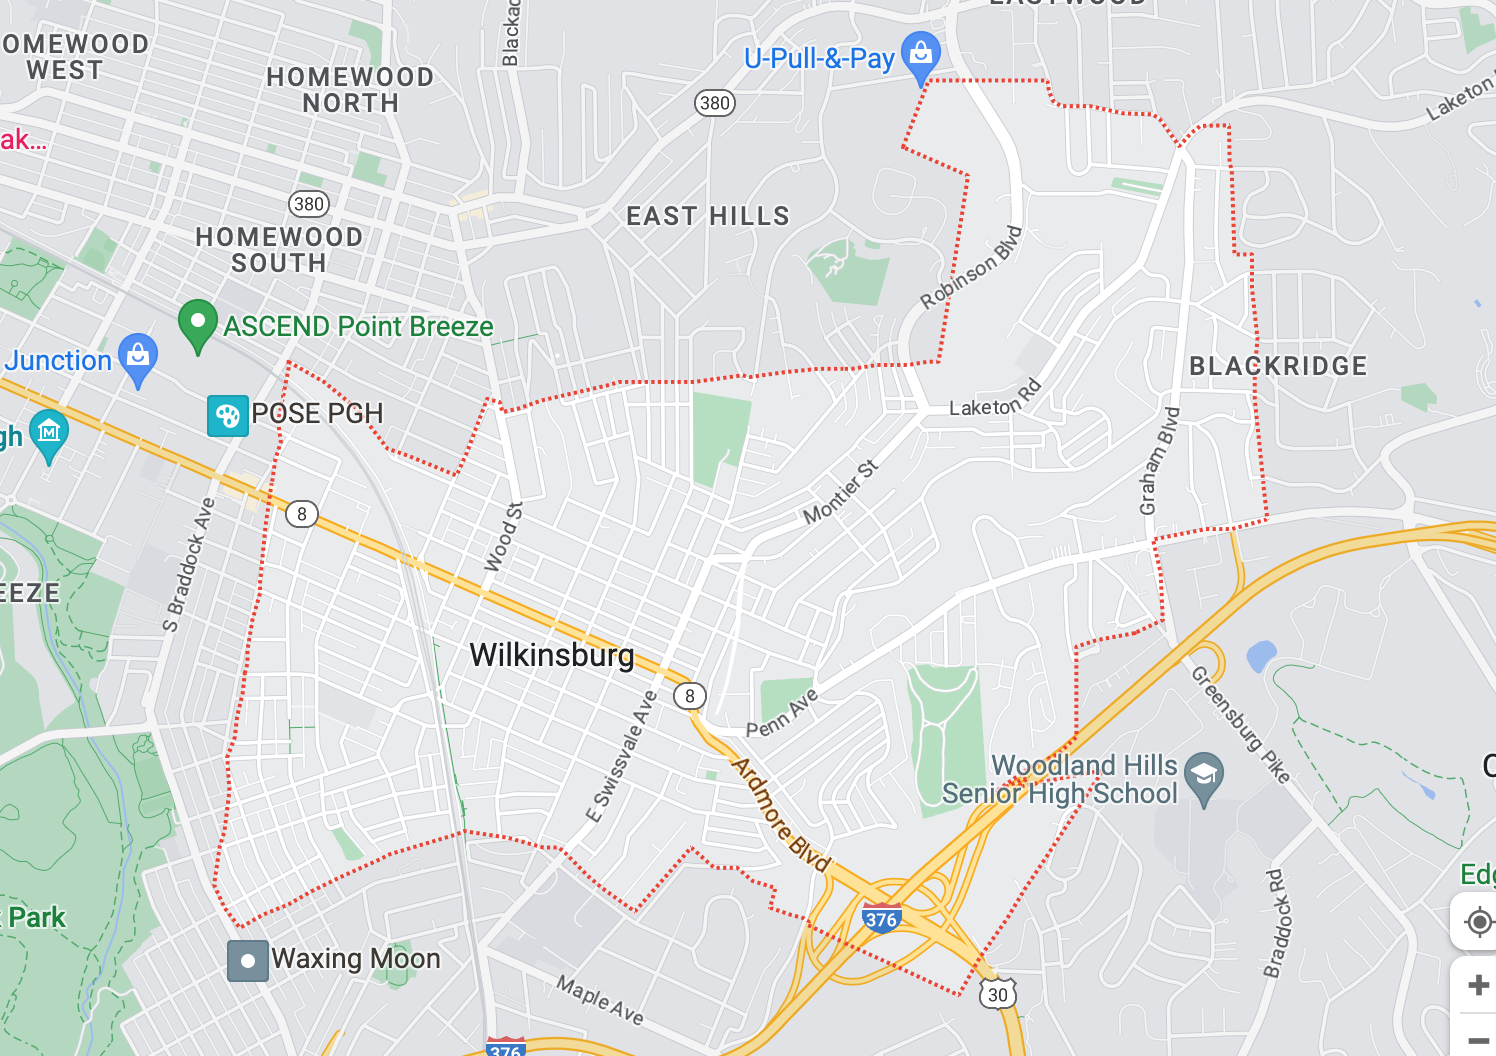 EASTWOOD
OMEWOOD
WEST
Blackad
U-Pull-&-Pay
HOMEWOOD
NORTH
380
Laketon
ak...
380
EAST HILLS
HOMEWOOD
SOUTH
Robinson Blvd
ASCEND Point Breeze
Junction
BLACKRIDGE
POSE PGH
Laketon Rd
gh
M
Graham Blvd
Montier St
8
Wood St
S Braddock Ave
EEZE
Wilkinsburg
8
Penn Ave
E Swissvale Ave
Greensburg Pike
Woodland Hills
Senior High School
C
Ardmore Blvd
Edg
Braddock Rd
k Park
376
Waxing Moon
Maple Ave
30
376